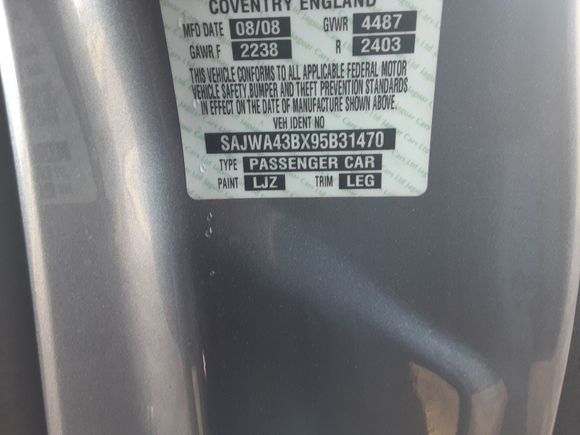 COVENTRY ENGLAND
MFD DATE 08/08 GVWR 4487
GAWR F 2238 R 2403
THIS VEHICLE CONFORMS TO ALL APPLICABLE FEDERAL MOTOR
VEHICLE SAFETY, BUMPER AND THEFT PREVENTION STANDARDS
IN EFFECT ON THE DATE OF MANUFACTURE SHOWN ABOVE.
VEH IDENT NO
SAJWA43BX95B31470
TYPE PASSENGER CAR
PAINT LJZ TRIM LEG